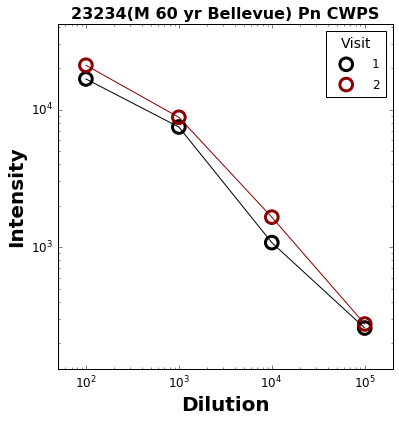 23234(M 60 yr Bellevue) Pn CWPS
Visit
1
2
10⁴
10³
Intensity
10² 10³ 10⁴ 10⁵
Dilution